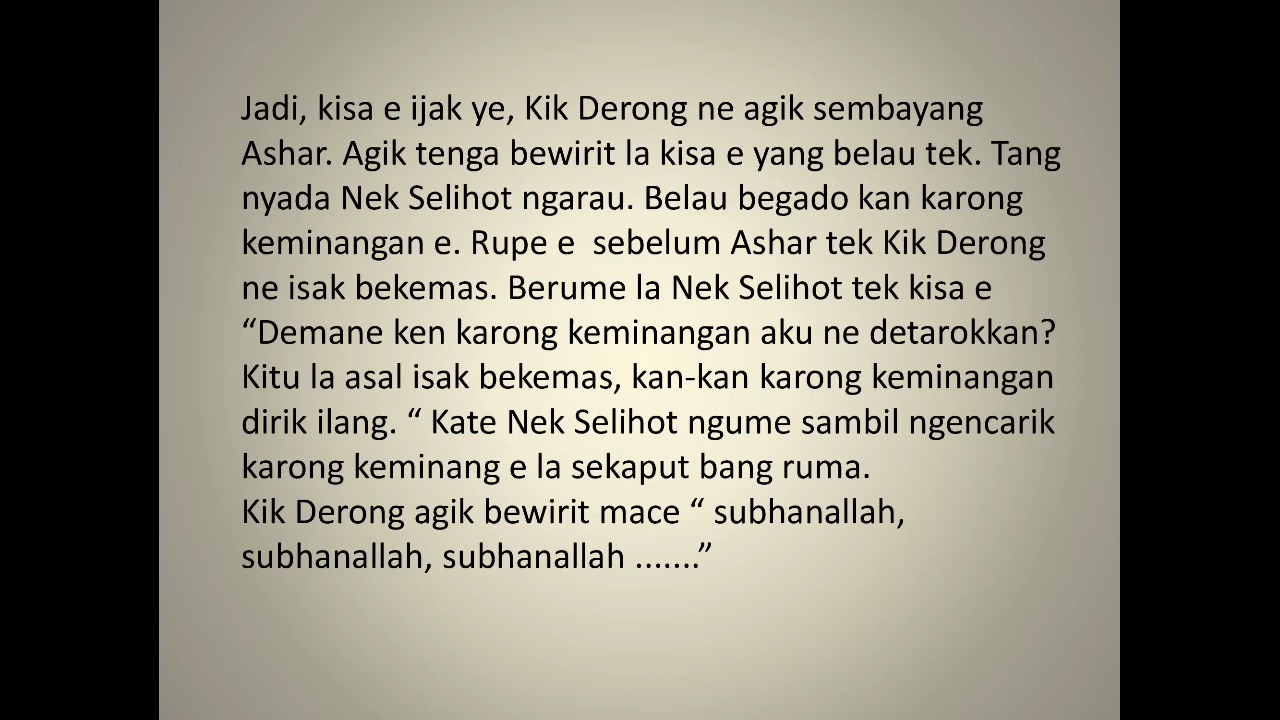 Jadi, kisa e ijak ye, Kik Derong ne agik sembayang
Ashar. Agik tenga bewirit la kisa e yang belau tek. Tang
nyada Nek Selihot ngarau. Belau begado kan karong
keminangan e. Rupe e  sebelum Ashar tek Kik Derong
ne isak bekemas. Berume la Nek Selihot tek kisa e
“Demane ken karong keminangan aku ne detarokkan?
Kitu la asal isak bekemas, kan-kan karong keminangan
dirik ilang. “ Kate Nek Selihot ngume sambil ngencarik
karong keminang e la sekaput bang ruma.
Kik Derong agik bewirit mace “ subhanallah,
subhanallah, subhanallah .......”